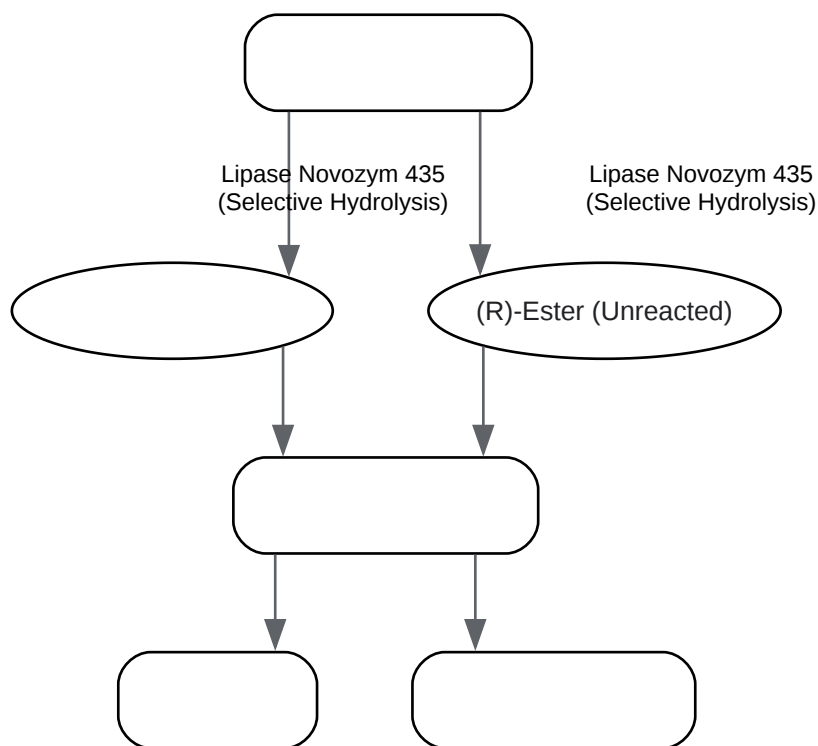 Lipase Novozym 435
(Selective Hydrolysis)
Lipase Novozym 435
(Selective Hydrolysis)
(R)-Ester (Unreacted)